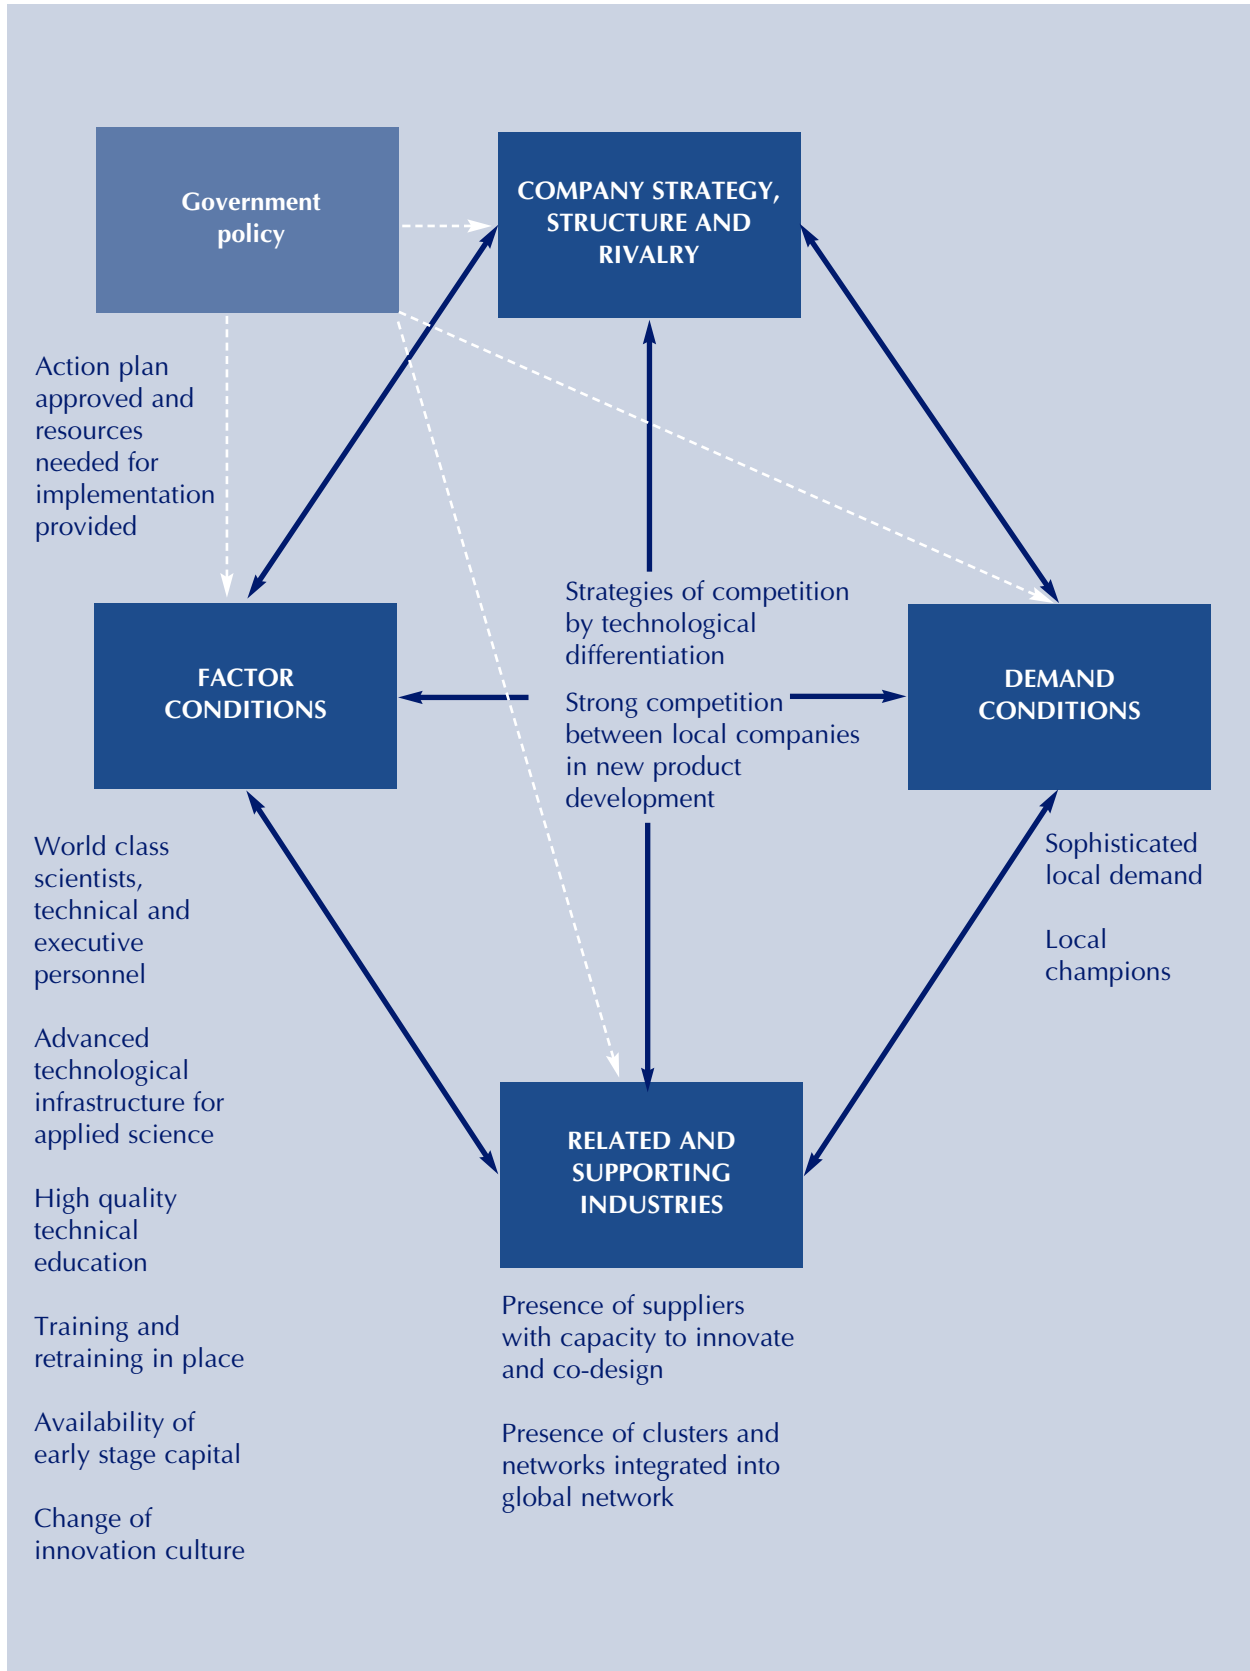 Government
policy
COMPANY STRATEGY,
STRUCTURE AND
RIVALRY
Action plan
approved and
resources
needed for
implementation
provided
Strategies of competition
by technological
differentiation
Strong competition
between local companies
in new product
development
FACTOR
CONDITIONS
DEMAND
CONDITIONS
World class
scientists,
technical and
executive
personnel
Advanced
technological
infrastructure for
applied science
High quality
technical
education
Training and
retraining in place
Availability of
early stage capital
Change of
innovation culture
Sophisticated
local demand
Local
champions
RELATED AND
SUPPORTING
INDUSTRIES
Presence of suppliers
with capacity to innovate
and co-design
Presence of clusters and
networks integrated into
global network